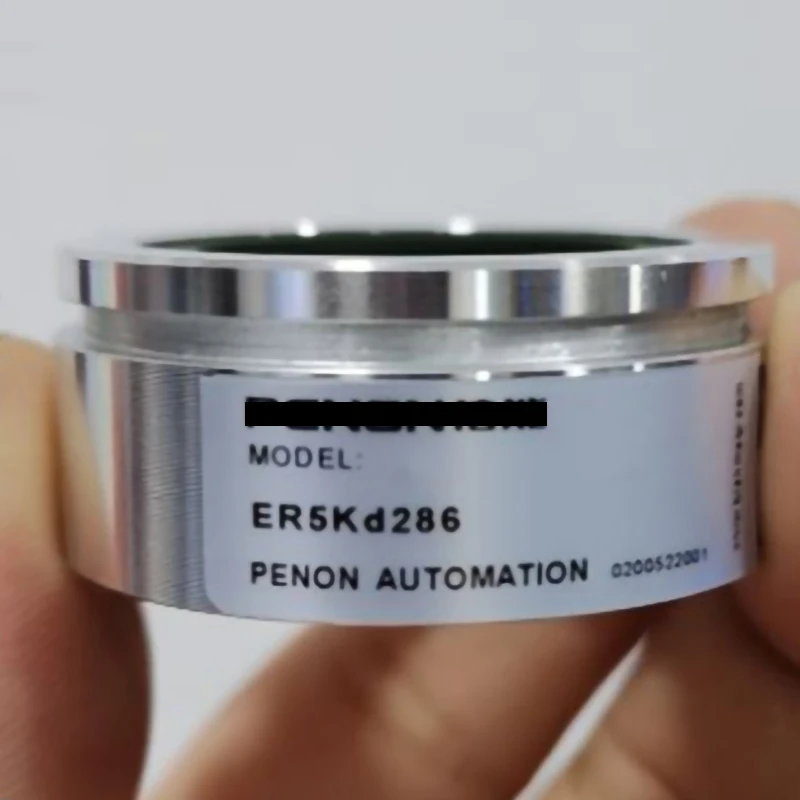 MODEL:
ER5Kd286
PENON AUTOMATION 0200522001